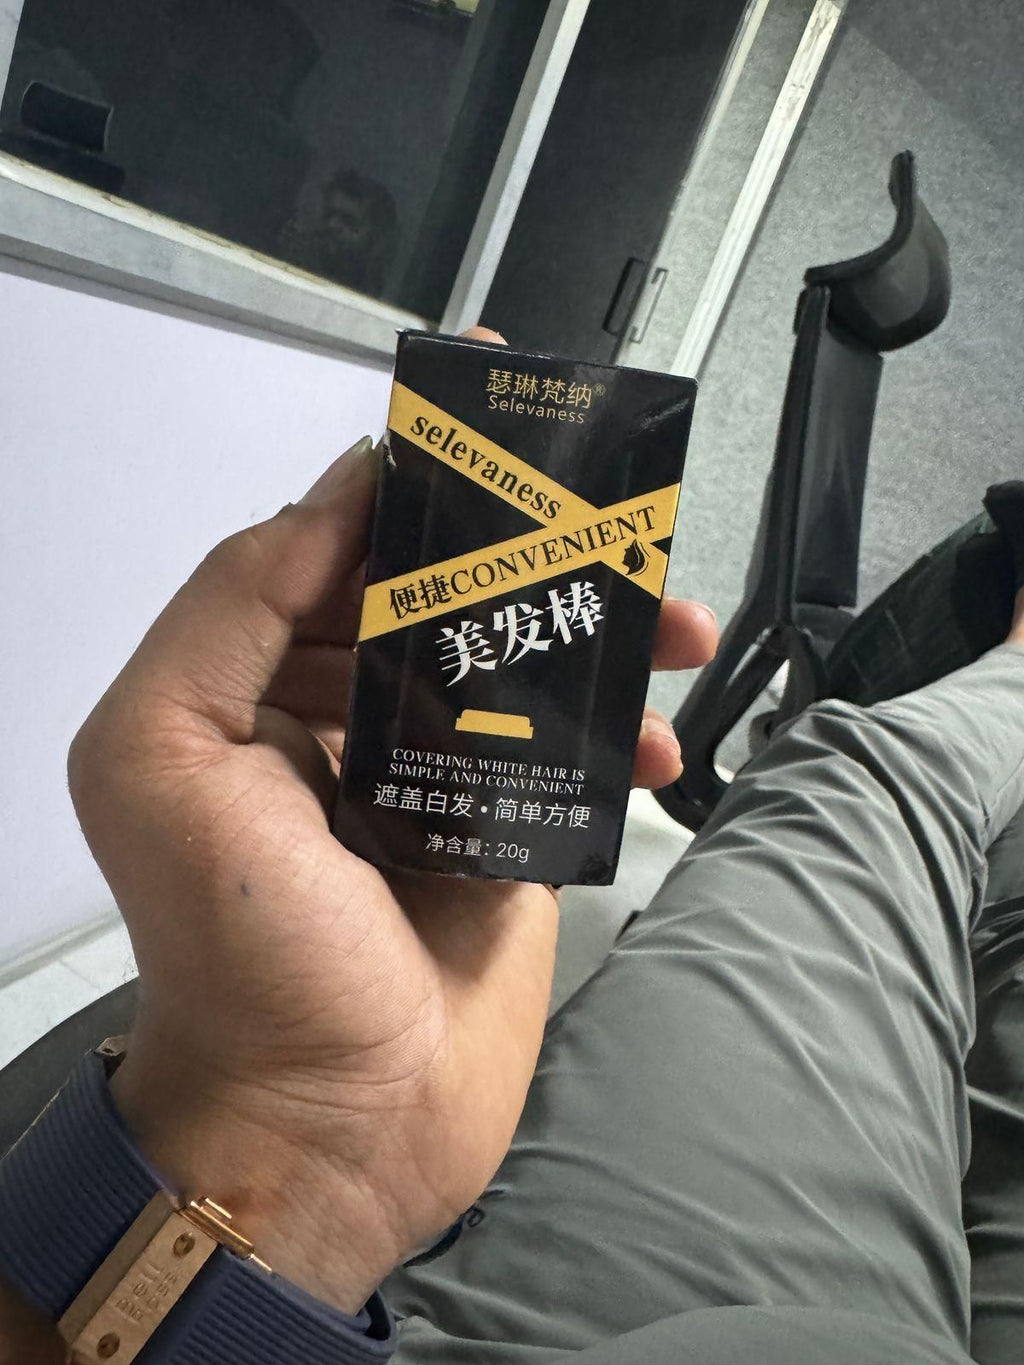 瑟琳梵纳®
Selevaness
selevaness
便捷CONVENIENT
美发棒
COVERING WHITE HAIR IS
SIMPLE AND CONVENIENT
遮盖白发•简单方便
净含量：20g